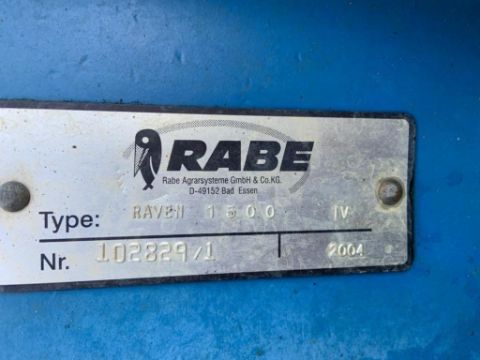 RABE
Rabe Agrarsysteme GmbH & Co.KG.
D-49152 Bad Essen
Type: RAVEN 1500 IV
Nr. 102829/1 2004